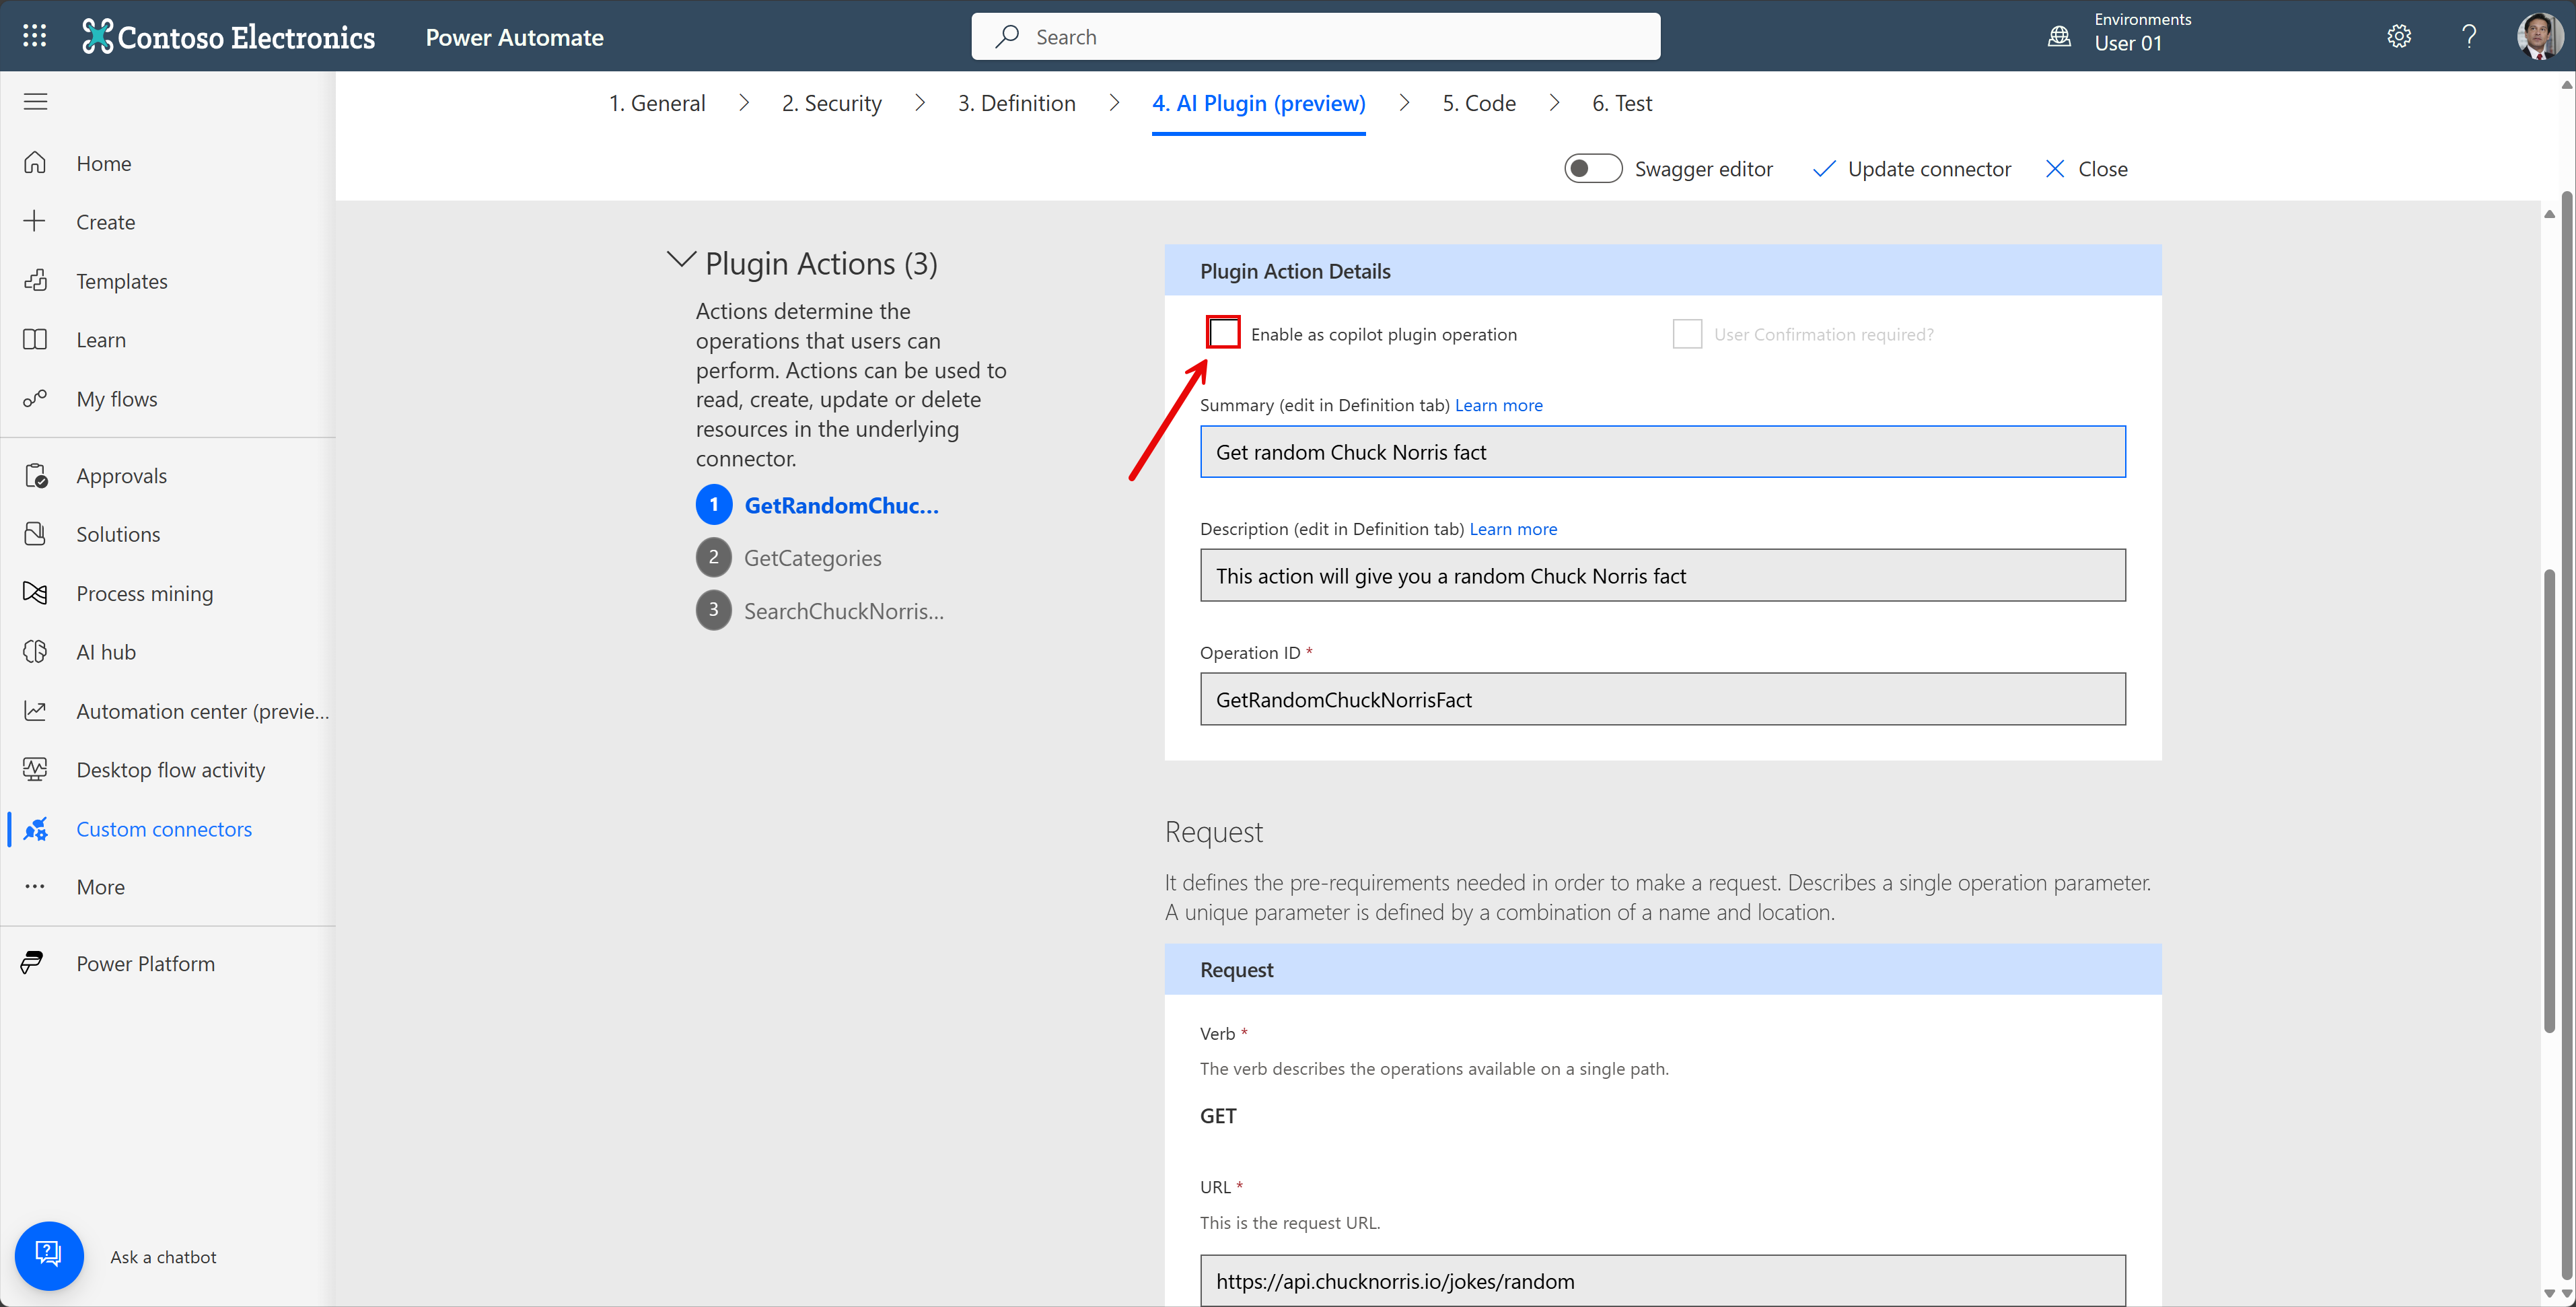 Contoso Electronics
Power Automate
Search
Environments
User 01
1. General
2. Security
3. Definition
4. AI Plugin (preview)
5. Code
6. Test
Swagger editor
Update connector
Close
Home
Create
Templates
Learn
My flows
Approvals
Solutions
Process mining
AI hub
Automation center (previe...
Desktop flow activity
Custom connectors
More
Power Platform
Ask a chatbot
Plugin Actions (3)
Actions determine the
operations that users can
perform. Actions can be used to
read, create, update or delete
resources in the underlying
connector.
1 GetRandomChuc...
2 GetCategories
3 SearchChuckNorris...
Plugin Action Details
Enable as copilot plugin operation
User Confirmation required?
Summary (edit in Definition tab) Learn more
Get random Chuck Norris fact
Description (edit in Definition tab) Learn more
This action will give you a random Chuck Norris fact
Operation ID *
GetRandomChuckNorrisFact
Request
It defines the pre-requirements needed in order to make a request. Describes a single operation parameter.
A unique parameter is defined by a combination of a name and location.
Request
Verb *
The verb describes the operations available on a single path.
GET
URL *
This is the request URL.
https://api.chucknorris.io/jokes/random